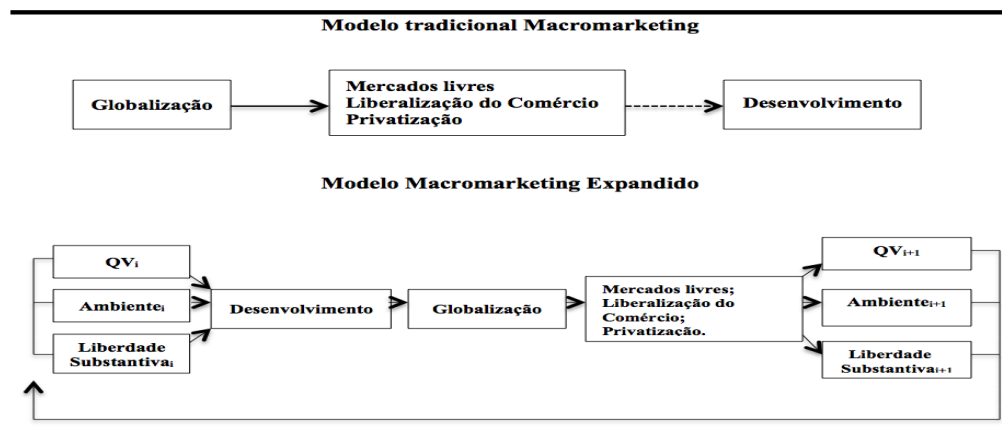 Modelo tradicional Macromarketing
Globalização
Mercados livres
Liberalização do Comércio
Privatização
Desenvolvimento
Modelo Macromarketing Expandido
QVᵢ
Ambienteᵢ
Liberdade
Substantivaᵢ
Desenvolvimento
Globalização
Mercados livres;
Liberalização do
Comércio;
Privatização.
QVᵢ₊₁
Ambienteᵢ₊₁
Liberdade
Substantivaᵢ₊₁